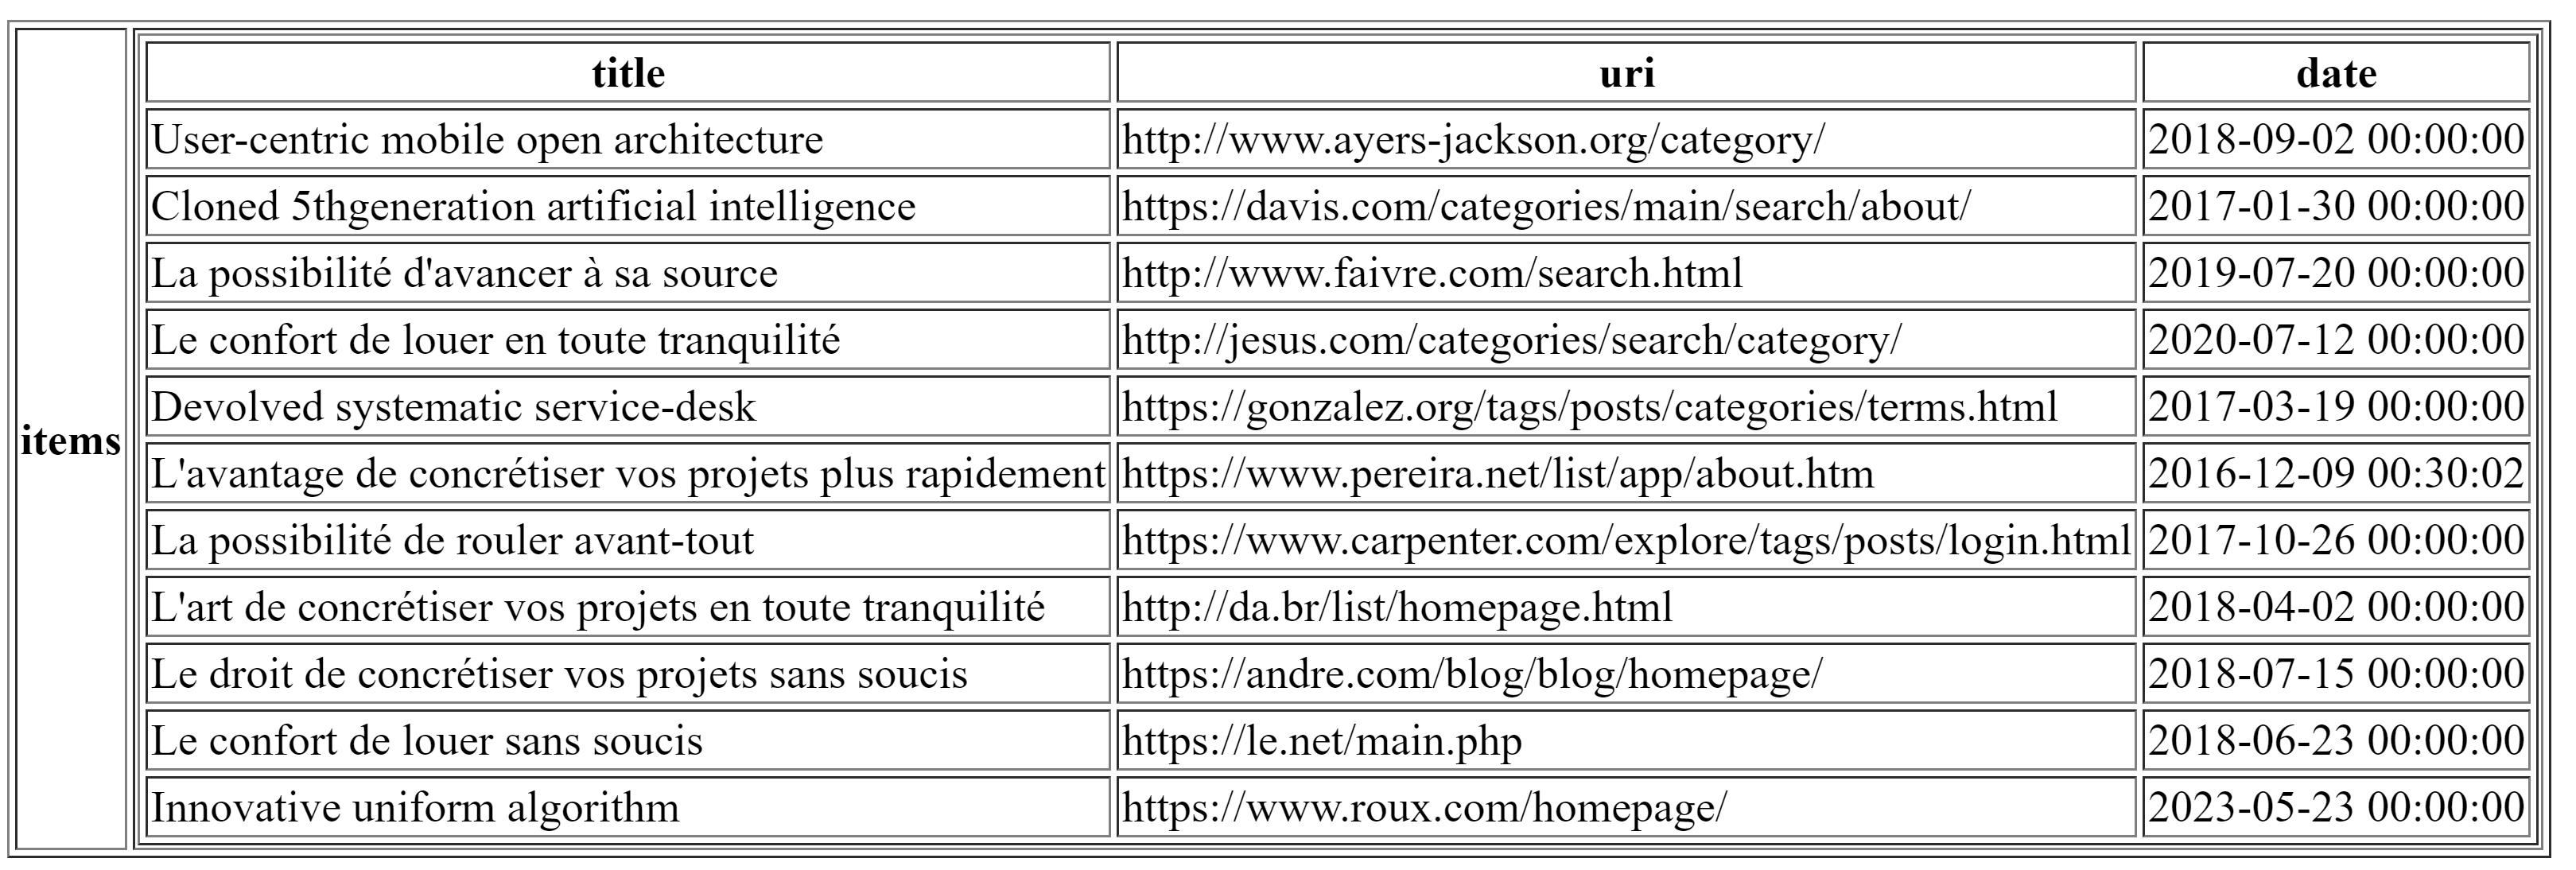 items
title uri date
User-centric mobile open architecture http://www.ayers-jackson.org/category/ 2018-09-02 00:00:00
Cloned 5thgeneration artificial intelligence https://davis.com/categories/main/search/about/ 2017-01-30 00:00:00
La possibilité d'avancer à sa source http://www.faivre.com/search.html 2019-07-20 00:00:00
Le confort de louer en toute tranquilité http://jesus.com/categories/search/category/ 2020-07-12 00:00:00
Devolved systematic service-desk https://gonzalez.org/tags/posts/categories/terms.html 2017-03-19 00:00:00
L'avantage de concrétiser vos projets plus rapidement https://www.pereira.net/list/app/about.htm 2016-12-09 00:30:02
La possibilité de rouler avant-tout https://www.carpenter.com/explore/tags/posts/login.html 2017-10-26 00:00:00
L'art de concrétiser vos projets en toute tranquilité http://da.br/list/homepage.html 2018-04-02 00:00:00
Le droit de concrétiser vos projets sans soucis https://andre.com/blog/blog/homepage/ 2018-07-15 00:00:00
Le confort de louer sans soucis https://le.net/main.php 2018-06-23 00:00:00
Innovative uniform algorithm https://www.roux.com/homepage/ 2023-05-23 00:00:00